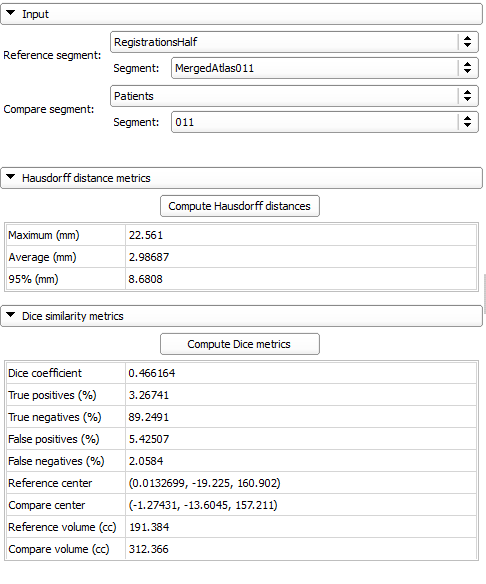 Input
Reference segment:
RegistrationsHalf
Segment: MergedAtlas011
Compare segment:
Patients
Segment: 011
Hausdorff distance metrics
Compute Hausdorff distances
Maximum (mm) 22.561
Average (mm) 2.98687
95% (mm) 8.6808
Dice similarity metrics
Compute Dice metrics
Dice coefficient 0.466164
True positives (%) 3.26741
True negatives (%) 89.2491
False positives (%) 5.42507
False negatives (%) 2.0584
Reference center (0.0132699, -19.225, 160.902)
Compare center (-1.27431, -13.6045, 157.211)
Reference volume (cc) 191.384
Compare volume (cc) 312.366